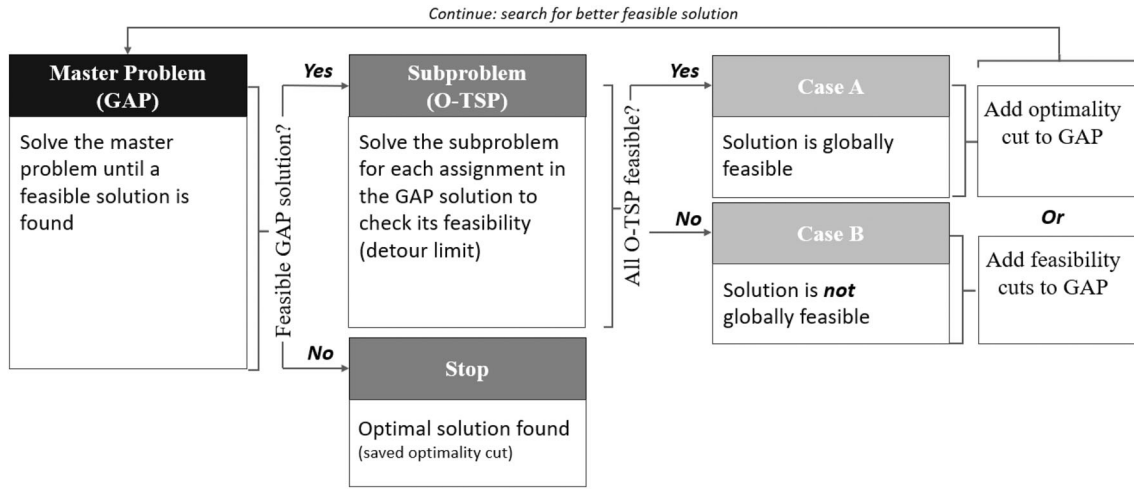 Continue: search for better feasible solution
Master Problem
(GAP)
Solve the master
problem until a
feasible solution is
found
Feasible GAP solution?
Yes
No
Subproblem
(O-TSP)
Solve the subproblem
for each assignment in
the GAP solution to
check its feasibility
(detour limit)
Stop
Optimal solution found
(saved optimality cut)
All O-TSP feasible?
Yes
No
Case A
Solution is globally
feasible
Case B
Solution is not
globally feasible
Add optimality
cut to GAP
Or
Add feasibility
cuts to GAP